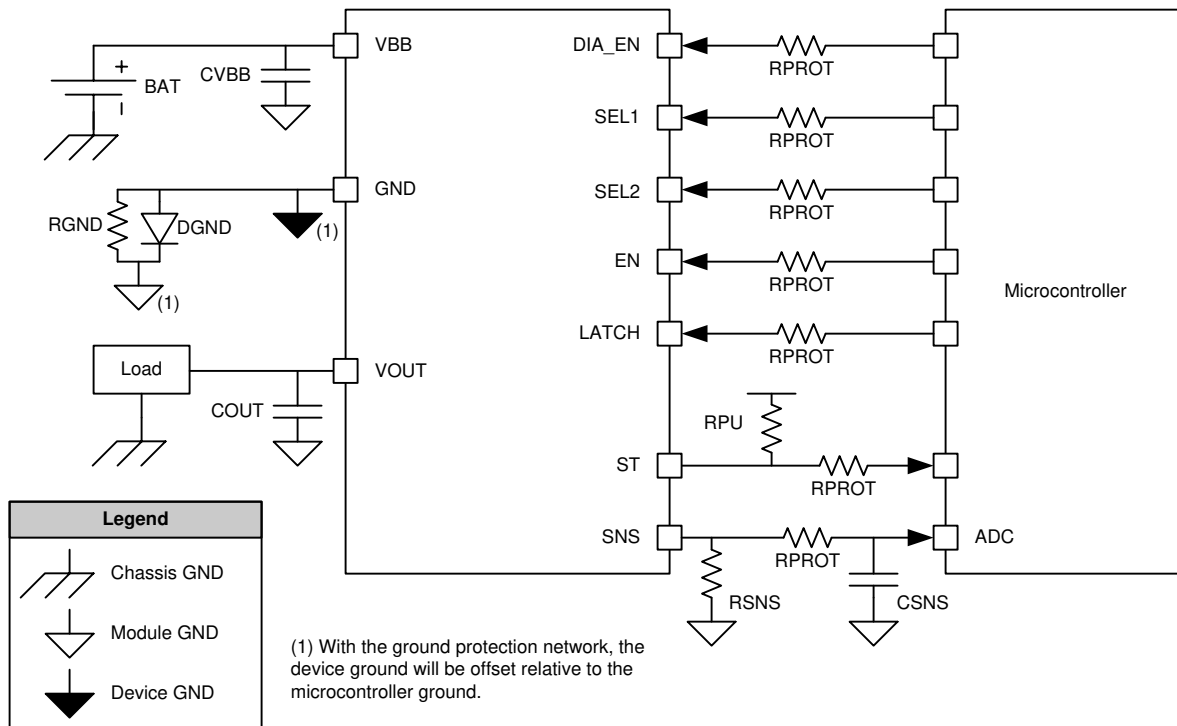 VBB
DIA_EN
RPROT
+
BAT
CVBB
SEL1
RPROT
GND
SEL2
RPROT
RGND
DGND
(1)
(1)
EN
RPROT
Microcontroller
LATCH
RPROT
Load
VOUT
COUT
RPU
ST
RPROT
SNS
RPROT
ADC
RSNS
CSNS
Legend
Chassis GND
Module GND
Device GND
(1) With the ground protection network, the
device ground will be offset relative to the
microcontroller ground.